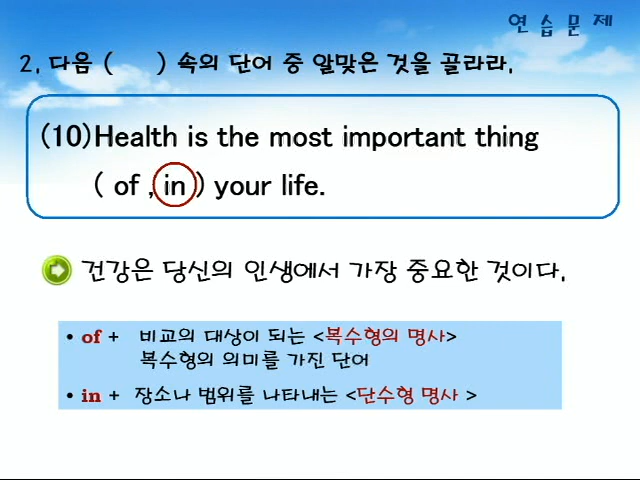 연 습 문 제
2. 다음 (    ) 속의 단어 중 알맞은 것을 골라라.
(10)Health is the most important thing
( of , in ) your life.
건강은 당신의 인생에서 가장 중요한 것이다.
• of + 비교의 대상이 되는 <복수형의 명사>
복수형의 의미를 가진 단어
• in + 장소나 범위를 나타내는 <단수형 명사 >